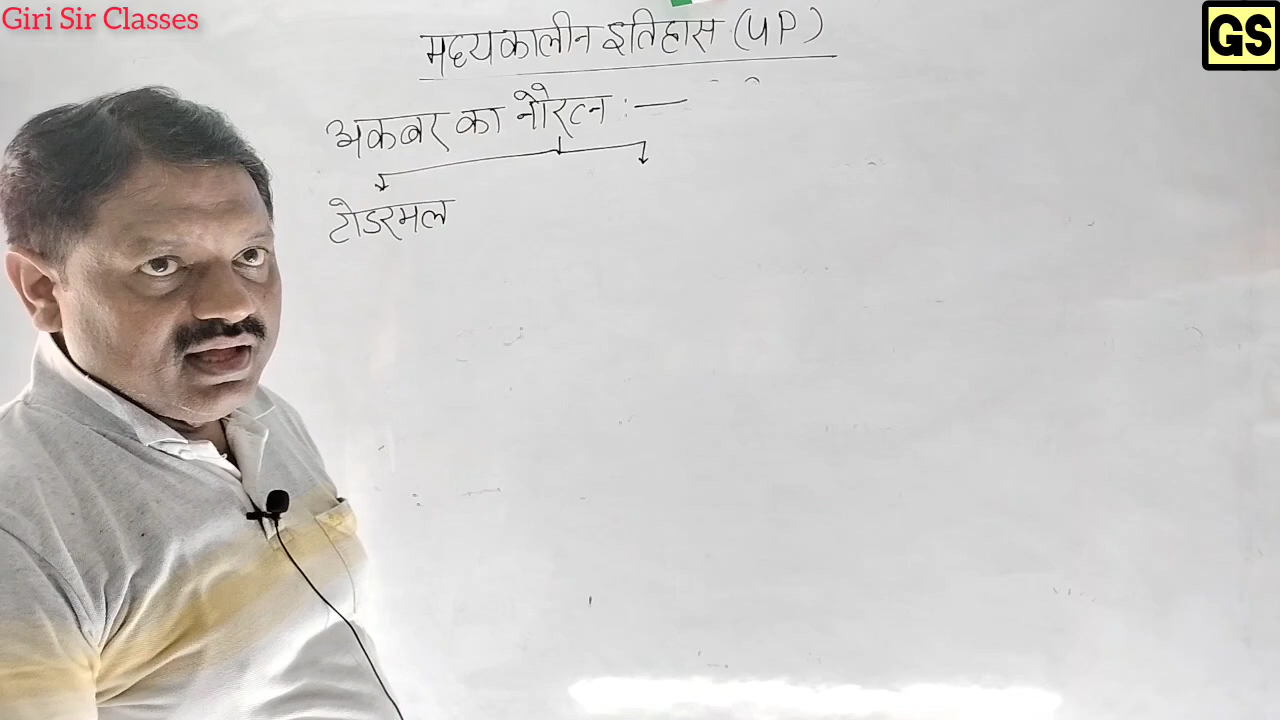 Giri Sir Classes
GS
मध्यकालीन इतिहास (UP)
अकबर का नौरत्न :—
टोडरमल